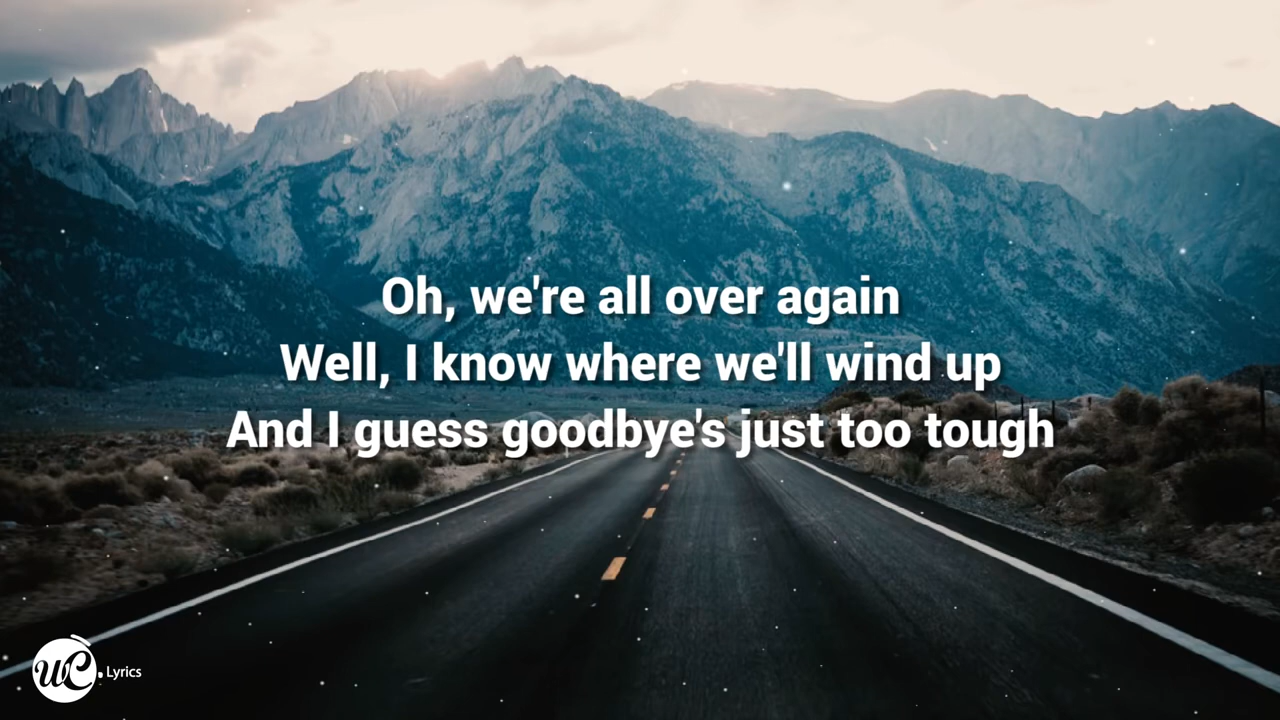 Oh, we're all over again
Well, I know where we'll wind up
And I guess goodbye's just too tough
UC. Lyrics